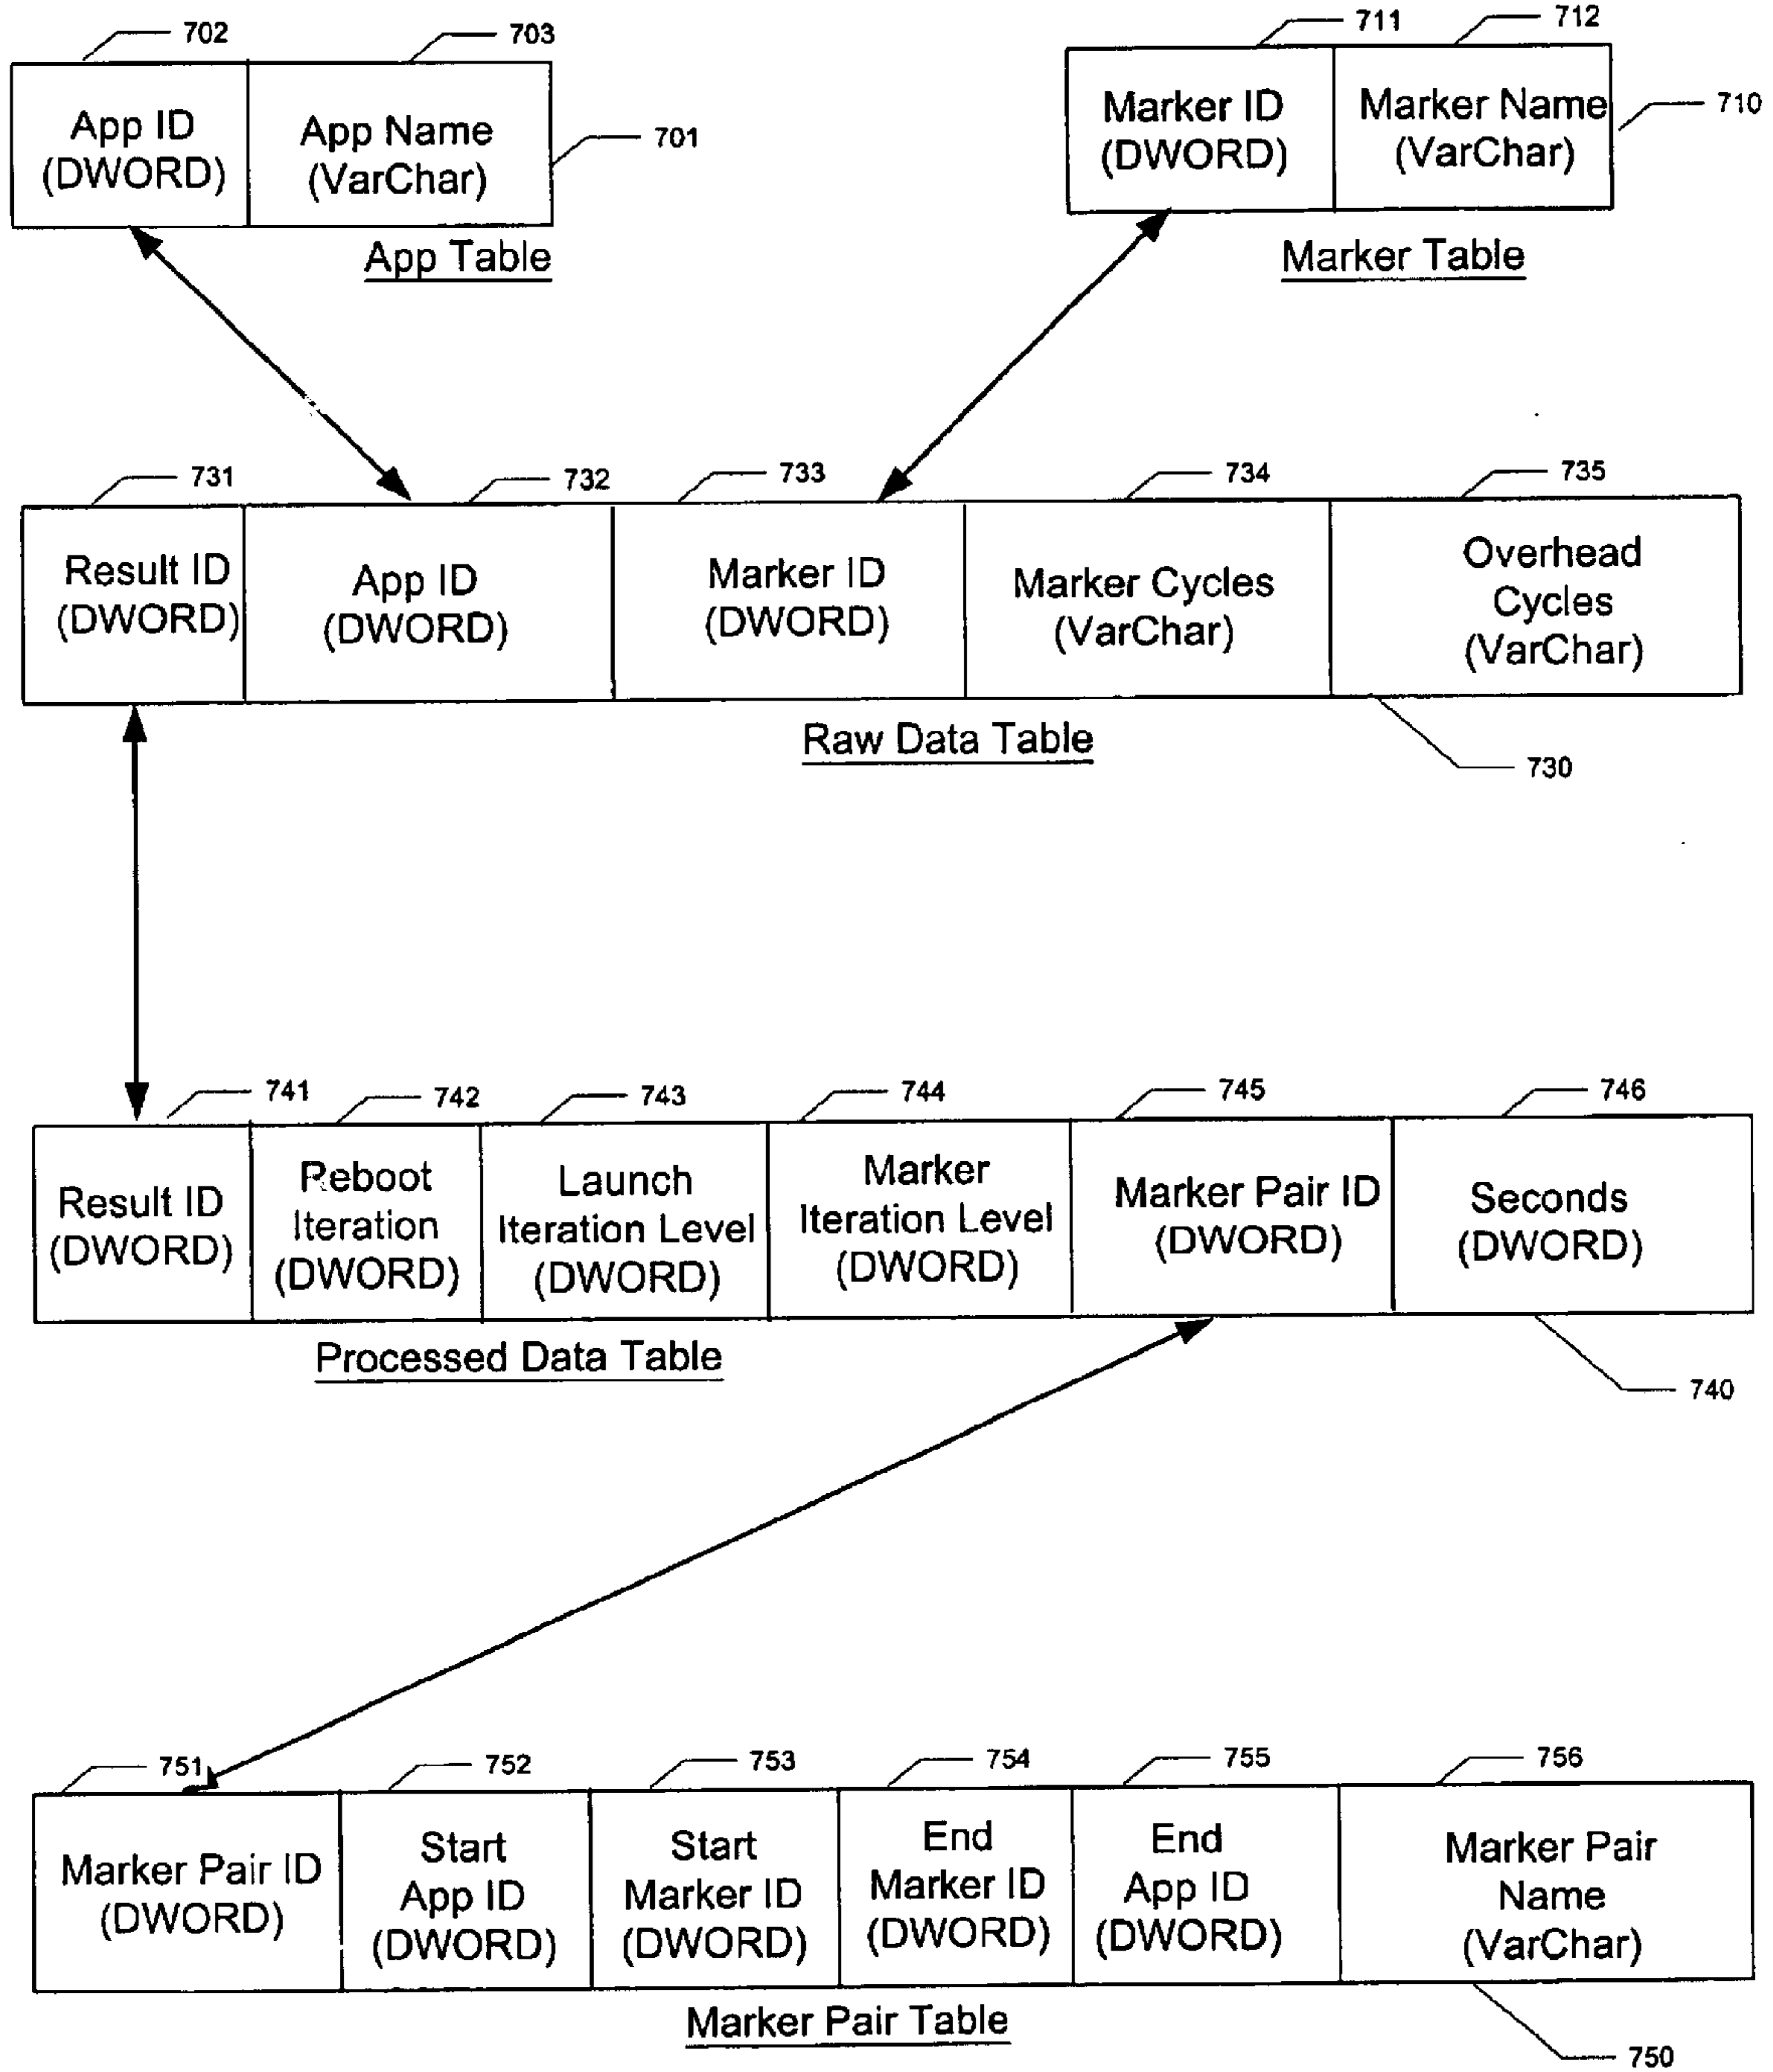 702
703
711
712
App ID
(DWORD)
App Name
(VarChar)
701
Marker ID
(DWORD)
Marker Name
(VarChar)
710
App Table
Marker Table
731
732
733
734
735
Result ID
(DWORD)
App ID
(DWORD)
Marker ID
(DWORD)
Marker Cycles
(VarChar)
Overhead
Cycles
(VarChar)
Raw Data Table
730
741
742
743
744
745
746
Result ID
(DWORD)
Reboot
Iteration
(DWORD)
Launch
Iteration Level
(DWORD)
Marker
Iteration Level
(DWORD)
Marker Pair ID
(DWORD)
Seconds
(DWORD)
Processed Data Table
740
751
752
753
754
755
756
Marker Pair ID
(DWORD)
Start
App ID
(DWORD)
Start
Marker ID
(DWORD)
End
Marker ID
(DWORD)
End
App ID
(DWORD)
Marker Pair
Name
(VarChar)
Marker Pair Table
750